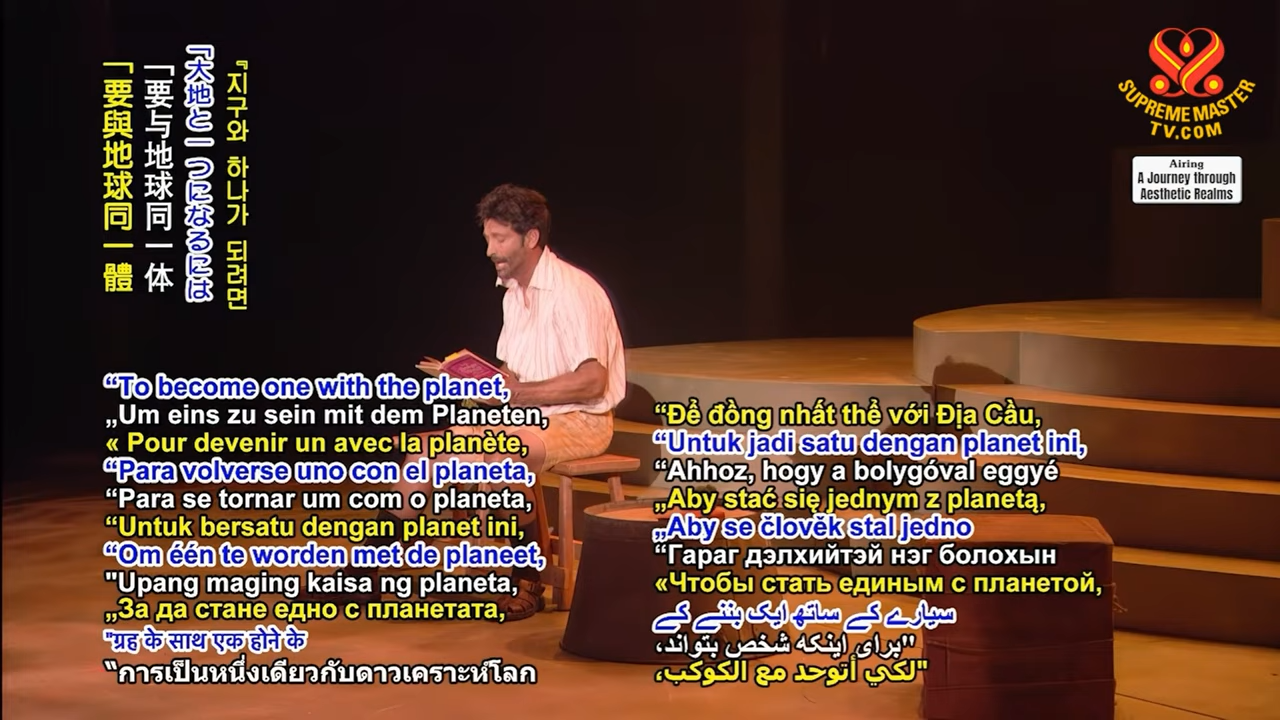 『지구와 하나가 되려면
「大地と一つになるには
「要与地球同一体
「要與地球同一體
SUPREME MASTER
TV.COM
Airing
A Journey through
Aesthetic Realms
“To become one with the planet,
„Um eins zu sein mit dem Planeten,
« Pour devenir un avec la planète,
“Para volverse uno con el planeta,
“Para se tornar um com o planeta,
“Untuk bersatu dengan planet ini,
“Om één te worden met de planeet,
"Upang maging kaisa ng planeta,
„За да стане едно с планетата,
"ग्रह के साथ एक होने के
“การเป็นหนึ่งเดียวกับดาวเคราะห์โลก
“Để đồng nhất thể với Địa Cầu,
“Untuk jadi satu dengan planet ini,
“Ahhoz, hogy a bolygóval eggyé
„Aby stać się jednym z planetą,
„Aby se člověk stal jedno
“Гараг дэлхийтэй нэг болохын
«Чтобы стать единым с планетой,
سیارے کے ساتھ ایک بننے کے
"برای اینکه شخص بتواند،
"لكي أتوحد مع الكوكب،